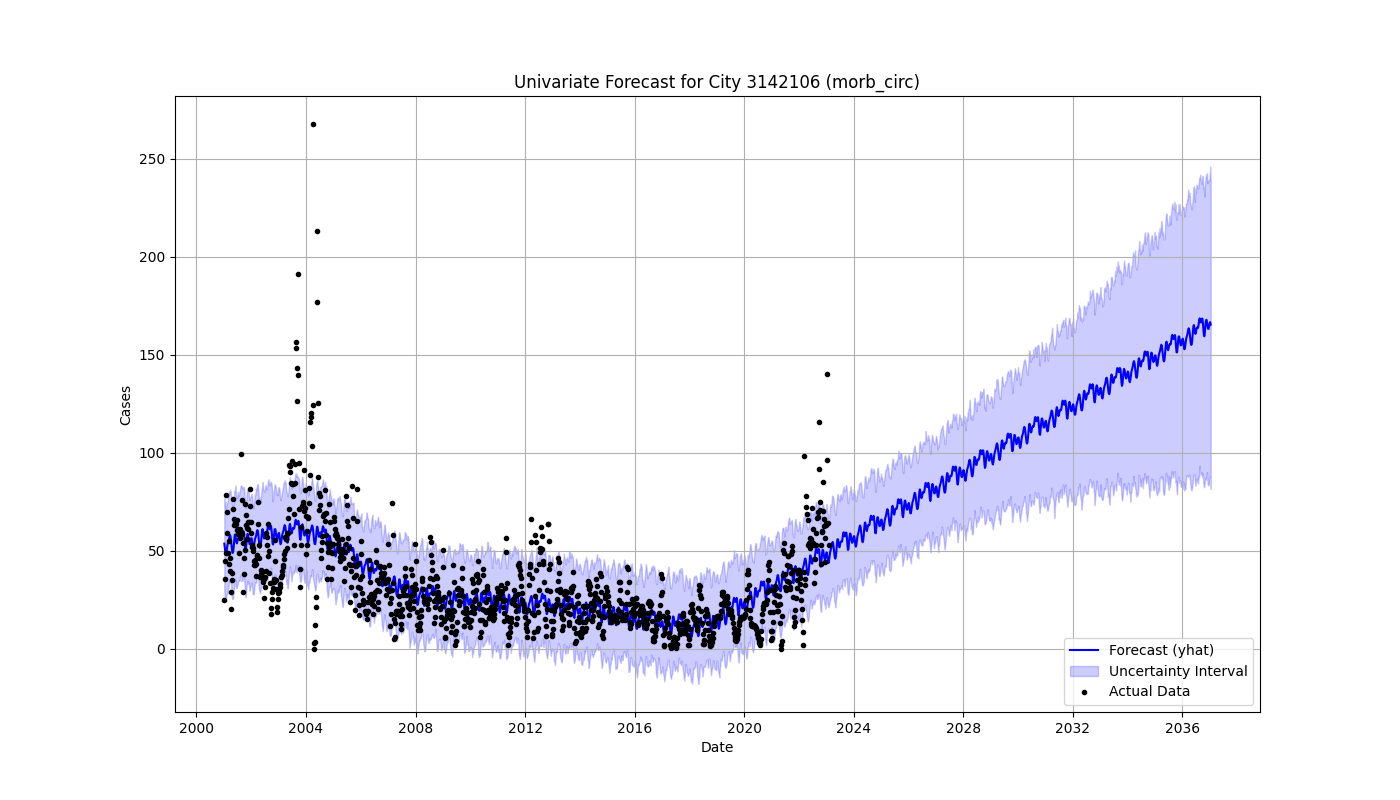 Univariate Forecast for City 3142106 (morb_circ)
250
200
150
100
50
0
Cases
2000 2004 2008 2012 2016 2020 2024 2028 2032 2036
Date
Forecast (yhat)
Uncertainty Interval
Actual Data